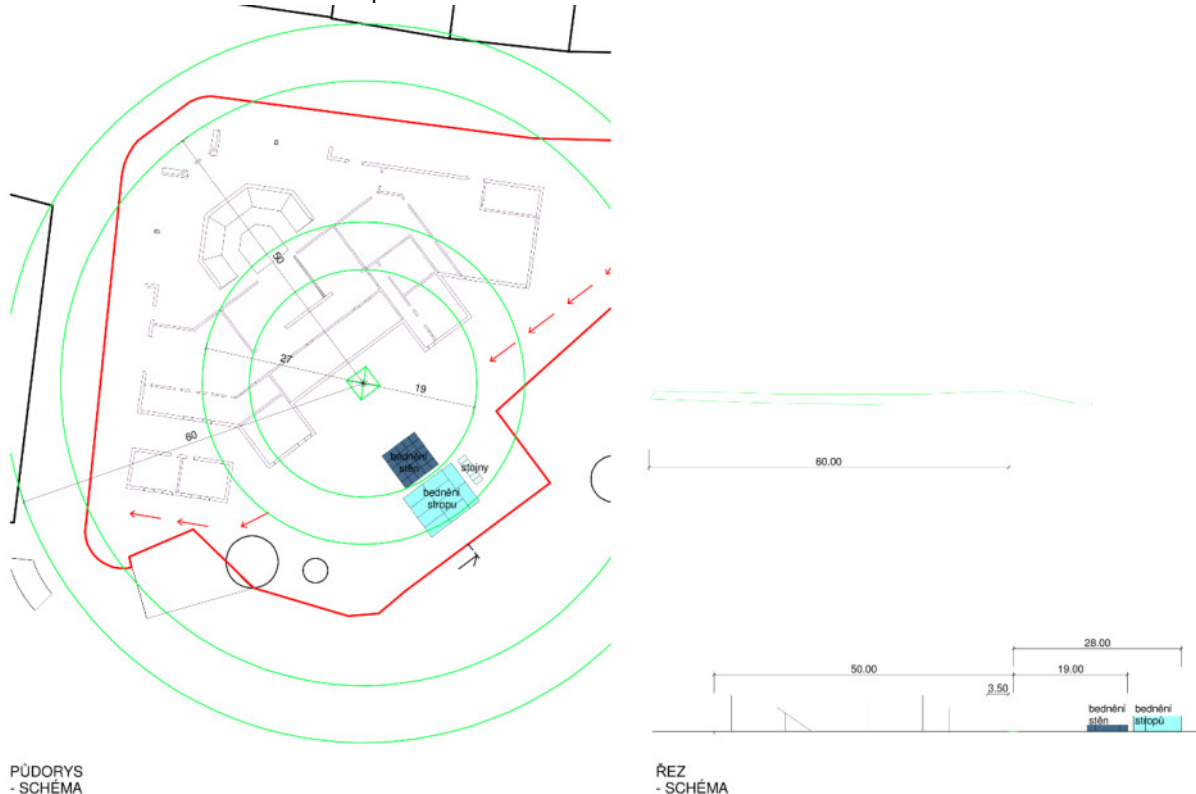 50
27
19
60
bednění
stěn
stojny
bednění
stropu
PŮDORYS
- SCHÉMA
60.00
28.00
50.00
19.00
3.50
bednění
stěn
bednění
stropů
ŘEZ
- SCHÉMA